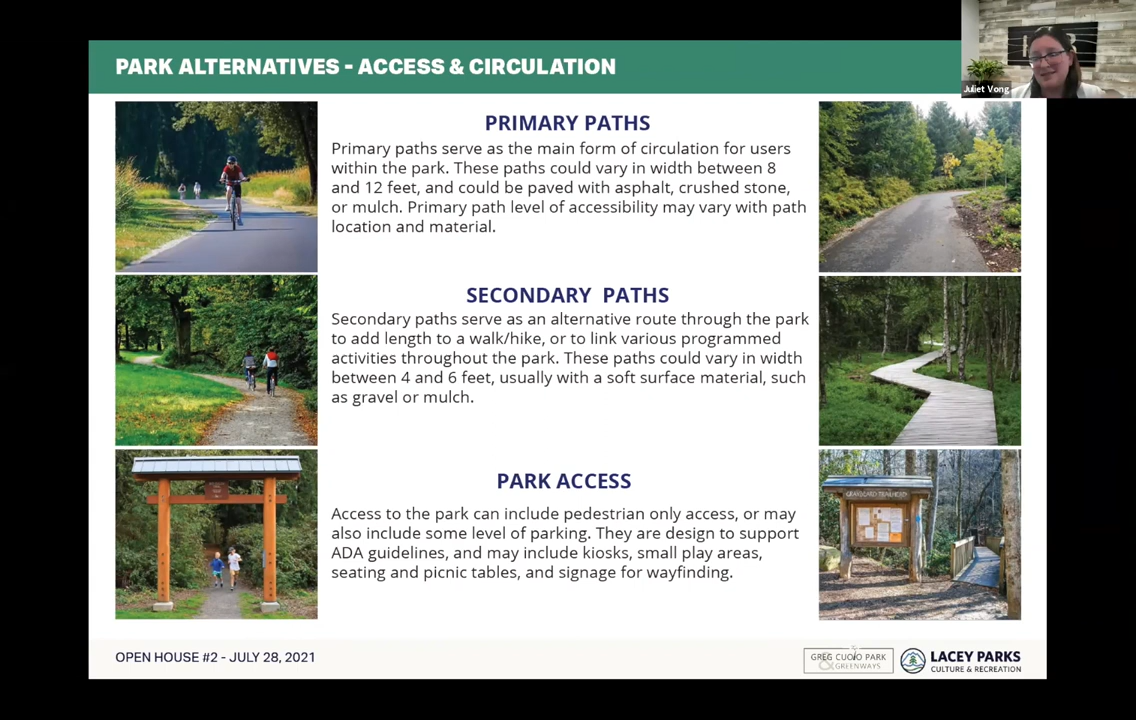 PARK ALTERNATIVES - ACCESS & CIRCULATION
Juliet Vong
PRIMARY PATHS
Primary paths serve as the main form of circulation for users
within the park. These paths could vary in width between 8
and 12 feet, and could be paved with asphalt, crushed stone,
or mulch. Primary path level of accessibility may vary with path
location and material.
SECONDARY PATHS
Secondary paths serve as an alternative route through the park
to add length to a walk/hike, or to link various programmed
activities throughout the park. These paths could vary in width
between 4 and 6 feet, usually with a soft surface material, such
as gravel or mulch.
PARK ACCESS
Access to the park can include pedestrian only access, or may
also include some level of parking. They are design to support
ADA guidelines, and may include kiosks, small play areas,
seating and picnic tables, and signage for wayfinding.
OPEN HOUSE #2 - JULY 28, 2021
GREG CUOIO PARK
& GREENWAYS
LACEY PARKS
CULTURE & RECREATION